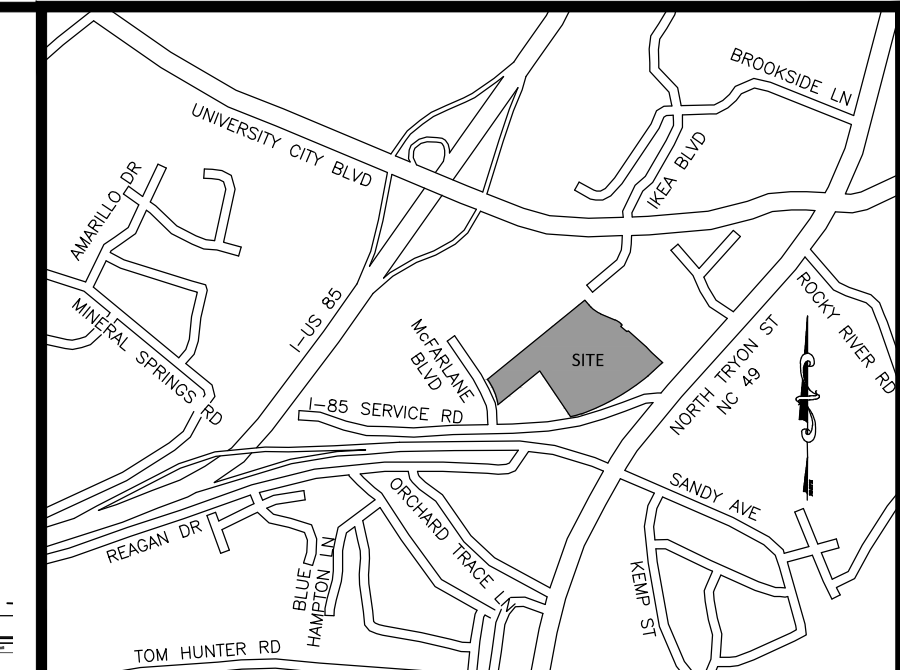 BROOKSIDE LN
UNIVERSITY CITY BLVD
IKEA BLVD
AMARILLO DR
I-US 85
MINERAL SPRINGS RD
McFARLANE
BLVD
SITE
ROCKY RIVER RD
NORTH TRYON ST
NC 49
I-85 SERVICE RD
SANDY AVE
ORCHARD TRACE LN
REAGAN DR
BLUE
HAMPTON LN
KEMP ST
TOM HUNTER RD